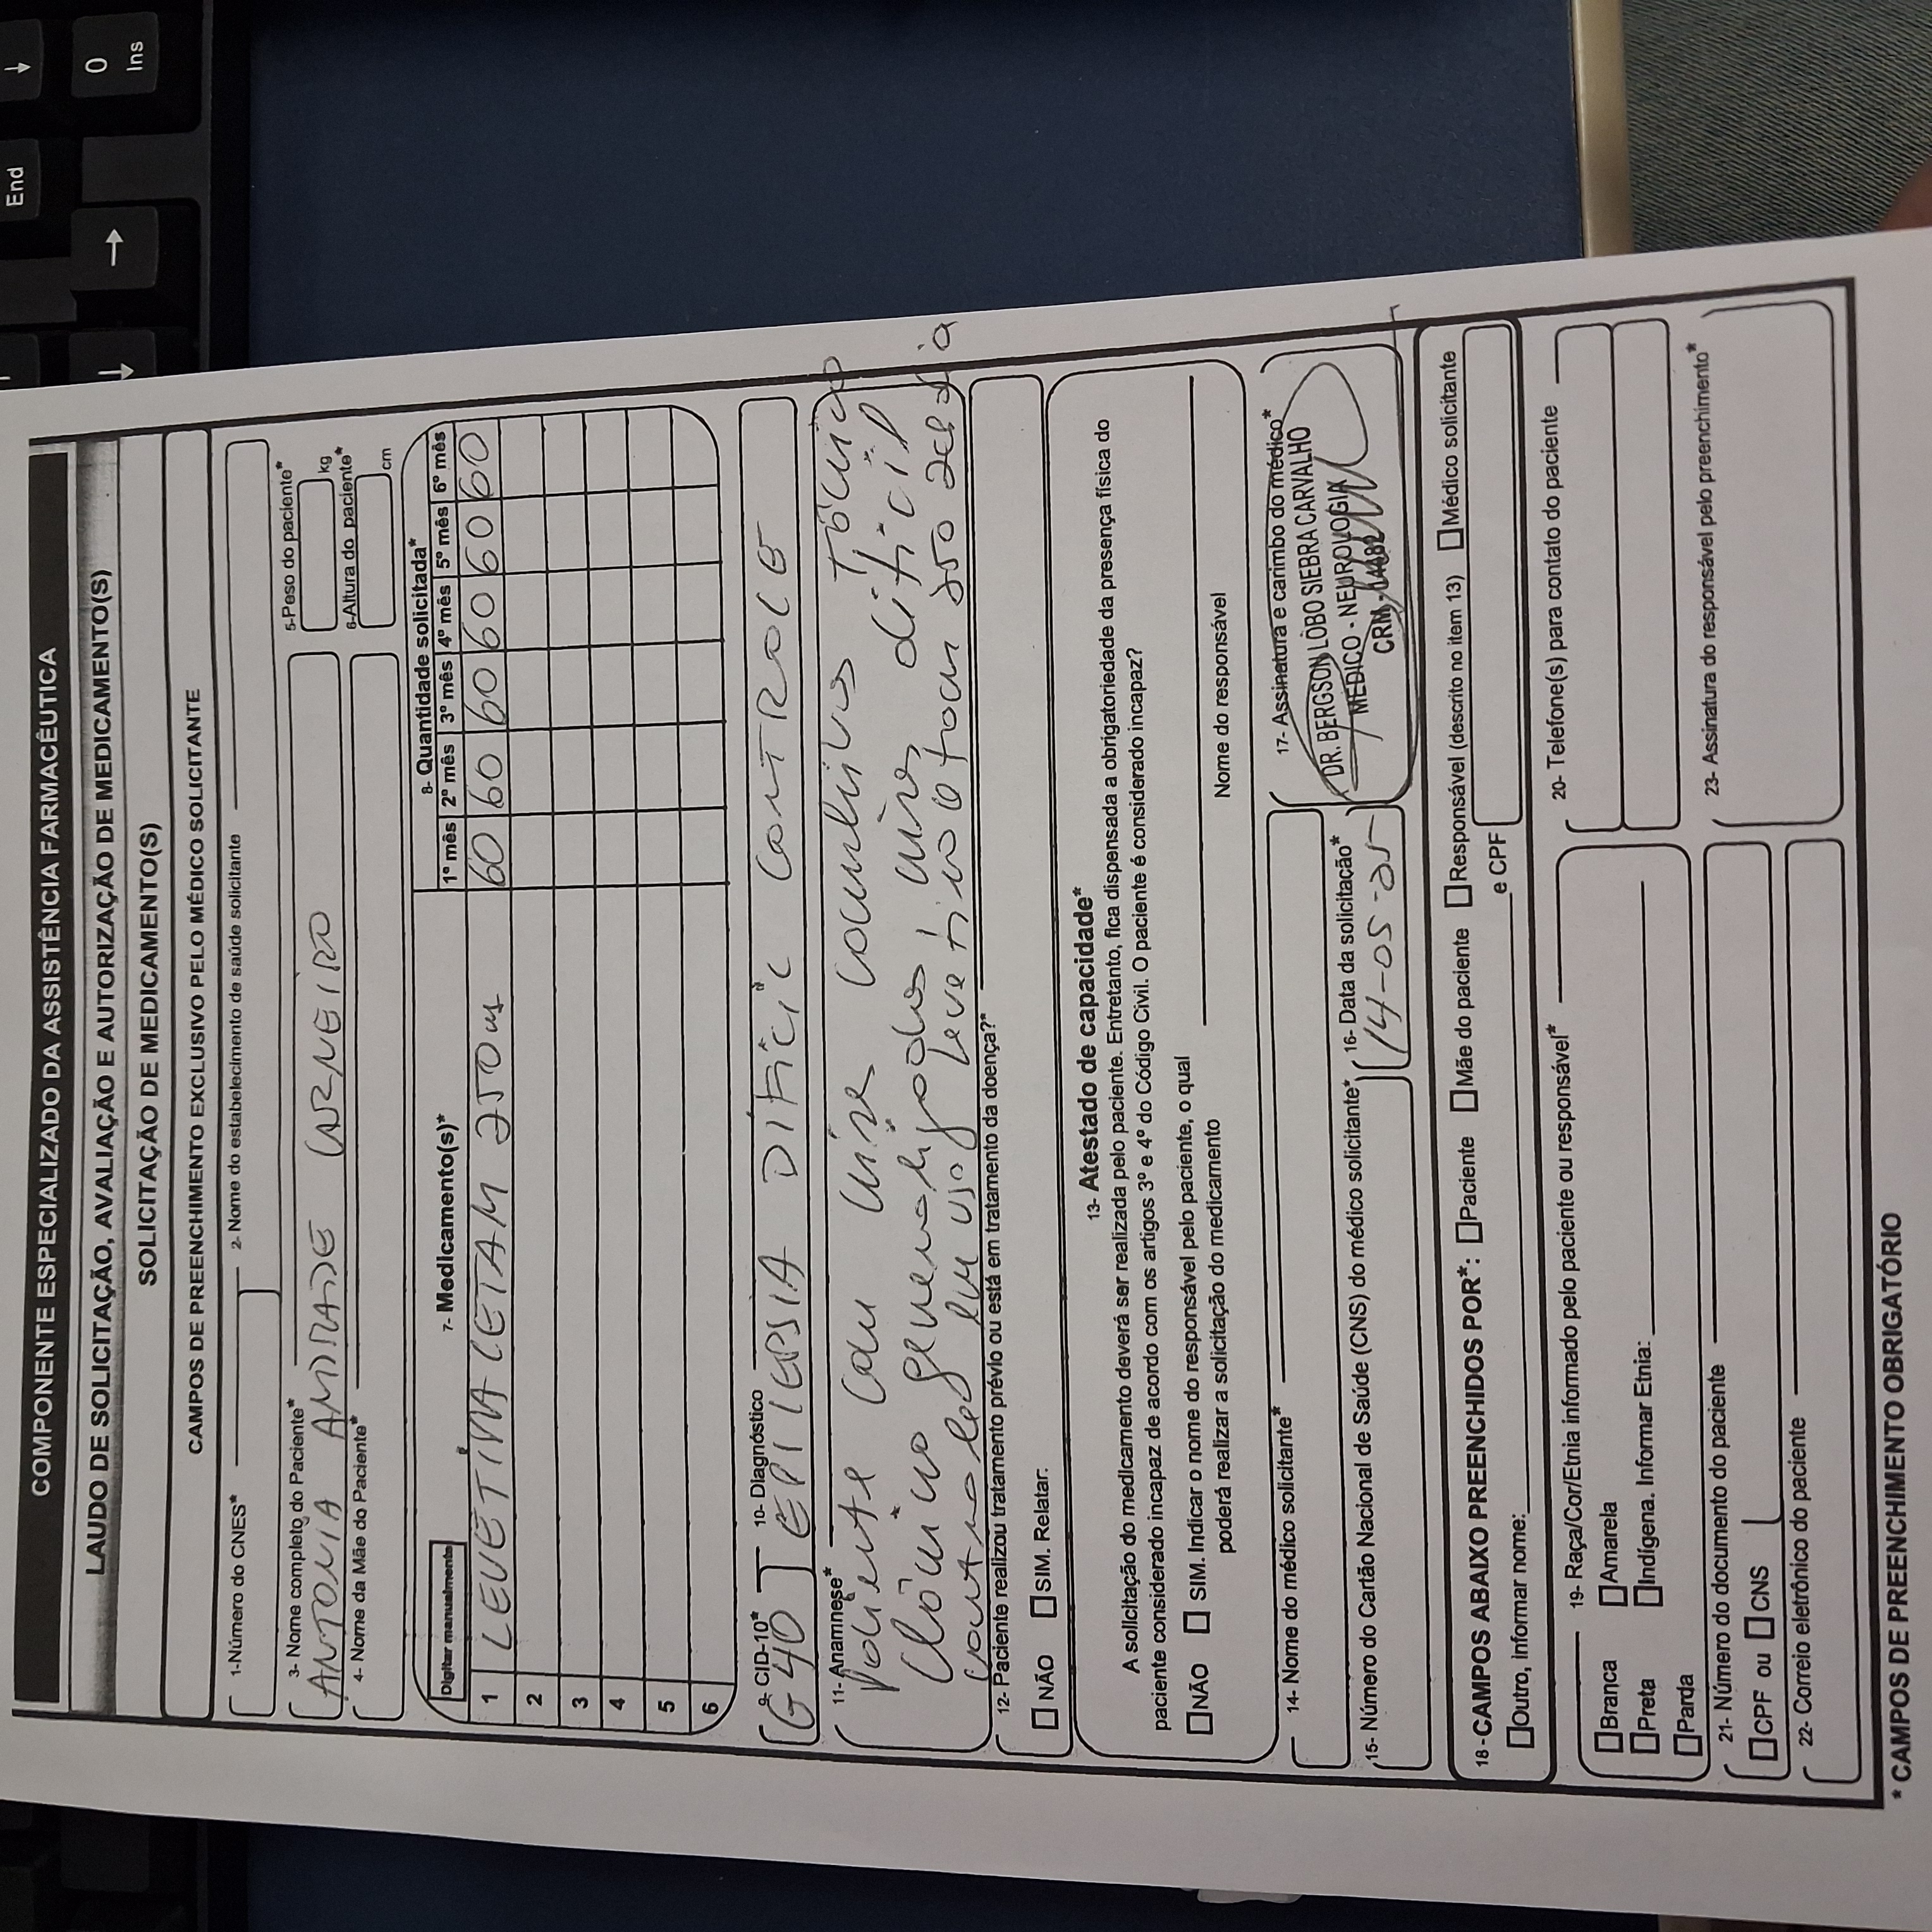 End
↓
↓
→
0
Ins
COMPONENTE ESPECIALIZADO DA ASSISTÊNCIA FARMACÊUTICA
LAUDO DE SOLICITAÇÃO, AVALIAÇÃO E AUTORIZAÇÃO DE MEDICAMENTO(S)
SOLICITAÇÃO DE MEDICAMENTO(S)
CAMPOS DE PREENCHIMENTO EXCLUSIVO PELO MÉDICO SOLICITANTE
1-Número do CNES* 2- Nome do estabelecimento de saúde solicitante
3- Nome completo do Paciente* 5-Peso do paciente*
ANTONIA ANDRADE CARNEIRO kg
4- Nome da Mãe do Paciente* 6-Altura do paciente*
cm
8- Quantidade solicitada*
Digitar manualmente 7- Medicamento(s)* 1º mês 2º mês 3º mês 4º mês 5º mês 6º mês
1 LEVETIRACETAM 250 60 60 60 60 60 60
2
3
4
5
6
9- CID-10* 10- Diagnóstico
G40 EPILEPSIA DIFICIL CONTROLE
11- Anamnese*
Paciente com convulsivas Tônico
Clônico generalizados, dificil
controle em uso 250
12- Paciente realizou tratamento prévio ou está em tratamento da doença?*
NÃO SIM. Relatar:
13- Atestado de capacidade*
A solicitação do medicamento deverá ser realizada pelo paciente. Entretanto, fica dispensada a obrigatoriedade da presença física do
paciente considerado incapaz de acordo com os artigos 3º e 4º do Código Civil. O paciente é considerado incapaz?
NÃO SIM. Indicar o nome do responsável pelo paciente, o qual
poderá realizar a solicitação do medicamento
Nome do responsável
14- Nome do médico solicitante* 17- Assinatura e carimbo do médico*
DR. BERGSON LÔBO SIEBRA CARVALHO
MÉDICO - NEUROLOGIA
CRM -
15- Número do Cartão Nacional de Saúde (CNS) do médico solicitante* 16- Data da solicitação*
14-05-25
18 -CAMPOS ABAIXO PREENCHIDOS POR*: Paciente Mãe do paciente Responsável (descrito no item 13) Médico solicitante
Outro, informar nome: e CPF
19- Raça/Cor/Etnia informado pelo paciente ou responsável* 20- Telefone(s) para contato do paciente
Branca Amarela
Preta Indígena. Informar Etnia:
Parda
21- Número do documento do paciente 23- Assinatura do responsável pelo preenchimento*
CPF ou CNS
22- Correio eletrônico do paciente
* CAMPOS DE PREENCHIMENTO OBRIGATÓRIO